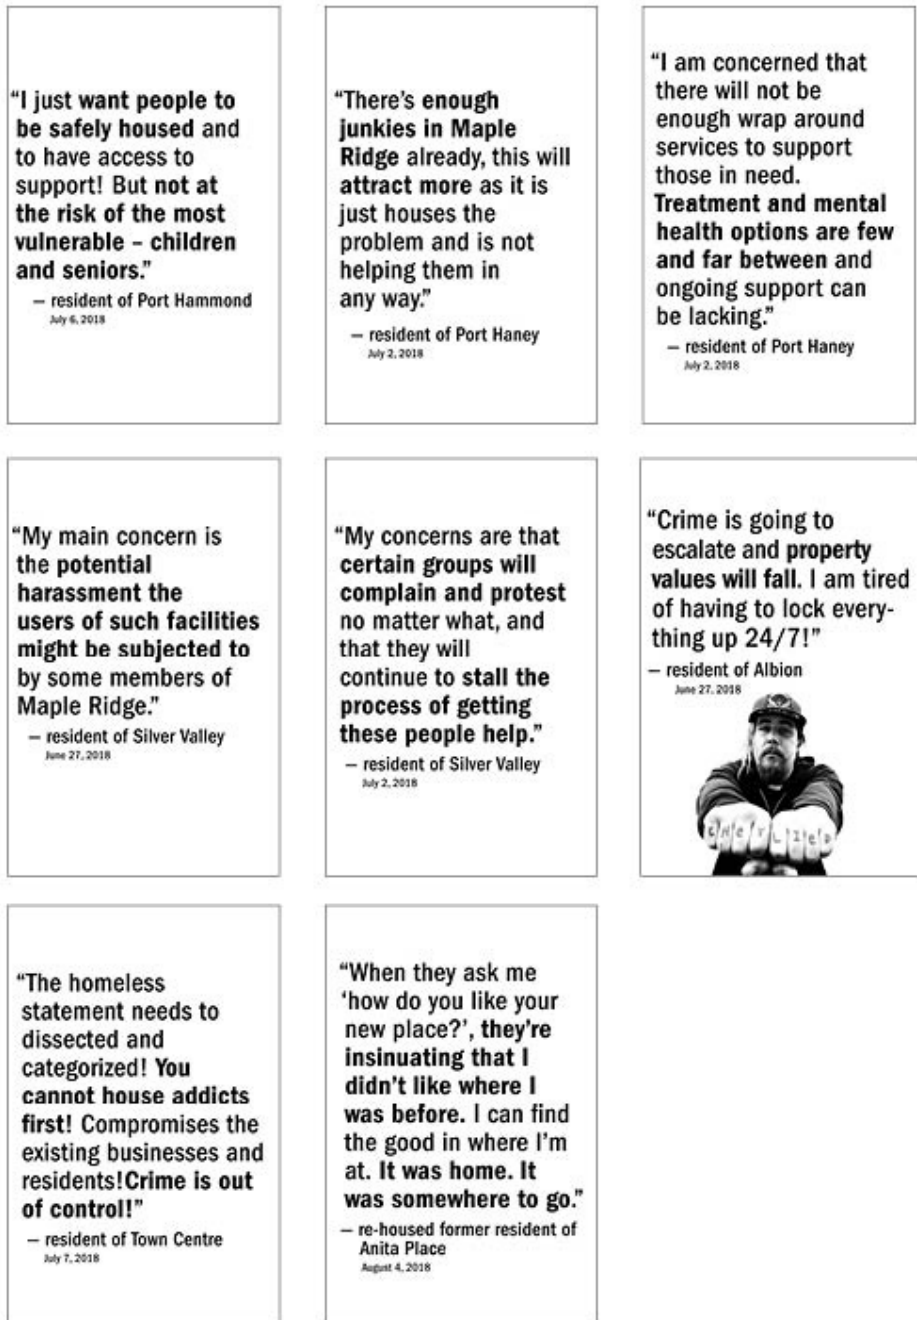 “I just want people to
be safely housed and
to have access to
support! But not at
the risk of the most
vulnerable – children
and seniors.”
– resident of Port Hammond
July 6, 2018
“There’s enough
junkies in Maple
Ridge already, this will
attract more as it is
just houses the
problem and is not
helping them in
any way.”
– resident of Port Haney
July 2, 2018
“I am concerned that
there will not be
enough wrap around
services to support
those in need.
Treatment and mental
health options are few
and far between and
ongoing support can
be lacking.”
– resident of Port Haney
July 2, 2018
“My main concern is
the potential
harassment the
users of such facilities
might be subjected to
by some members of
Maple Ridge.”
– resident of Silver Valley
June 27, 2018
“My concerns are that
certain groups will
complain and protest
no matter what, and
that they will
continue to stall the
process of getting
these people help.”
– resident of Silver Valley
July 2, 2018
“Crime is going to
escalate and property
values will fall. I am tired
of having to lock every-
thing up 24/7!”
– resident of Albion
June 27, 2018
“The homeless
statement needs to
dissected and
categorized! You
cannot house addicts
first! Compromises the
existing businesses and
residents!Crime is out
of control!”
– resident of Town Centre
July 7, 2018
“When they ask me
‘how do you like your
new place?’, they’re
insinuating that I
didn’t like where I
was before. I can find
the good in where I’m
at. It was home. It
was somewhere to go.”
– re-housed former resident of
Anita Place
August 4, 2018